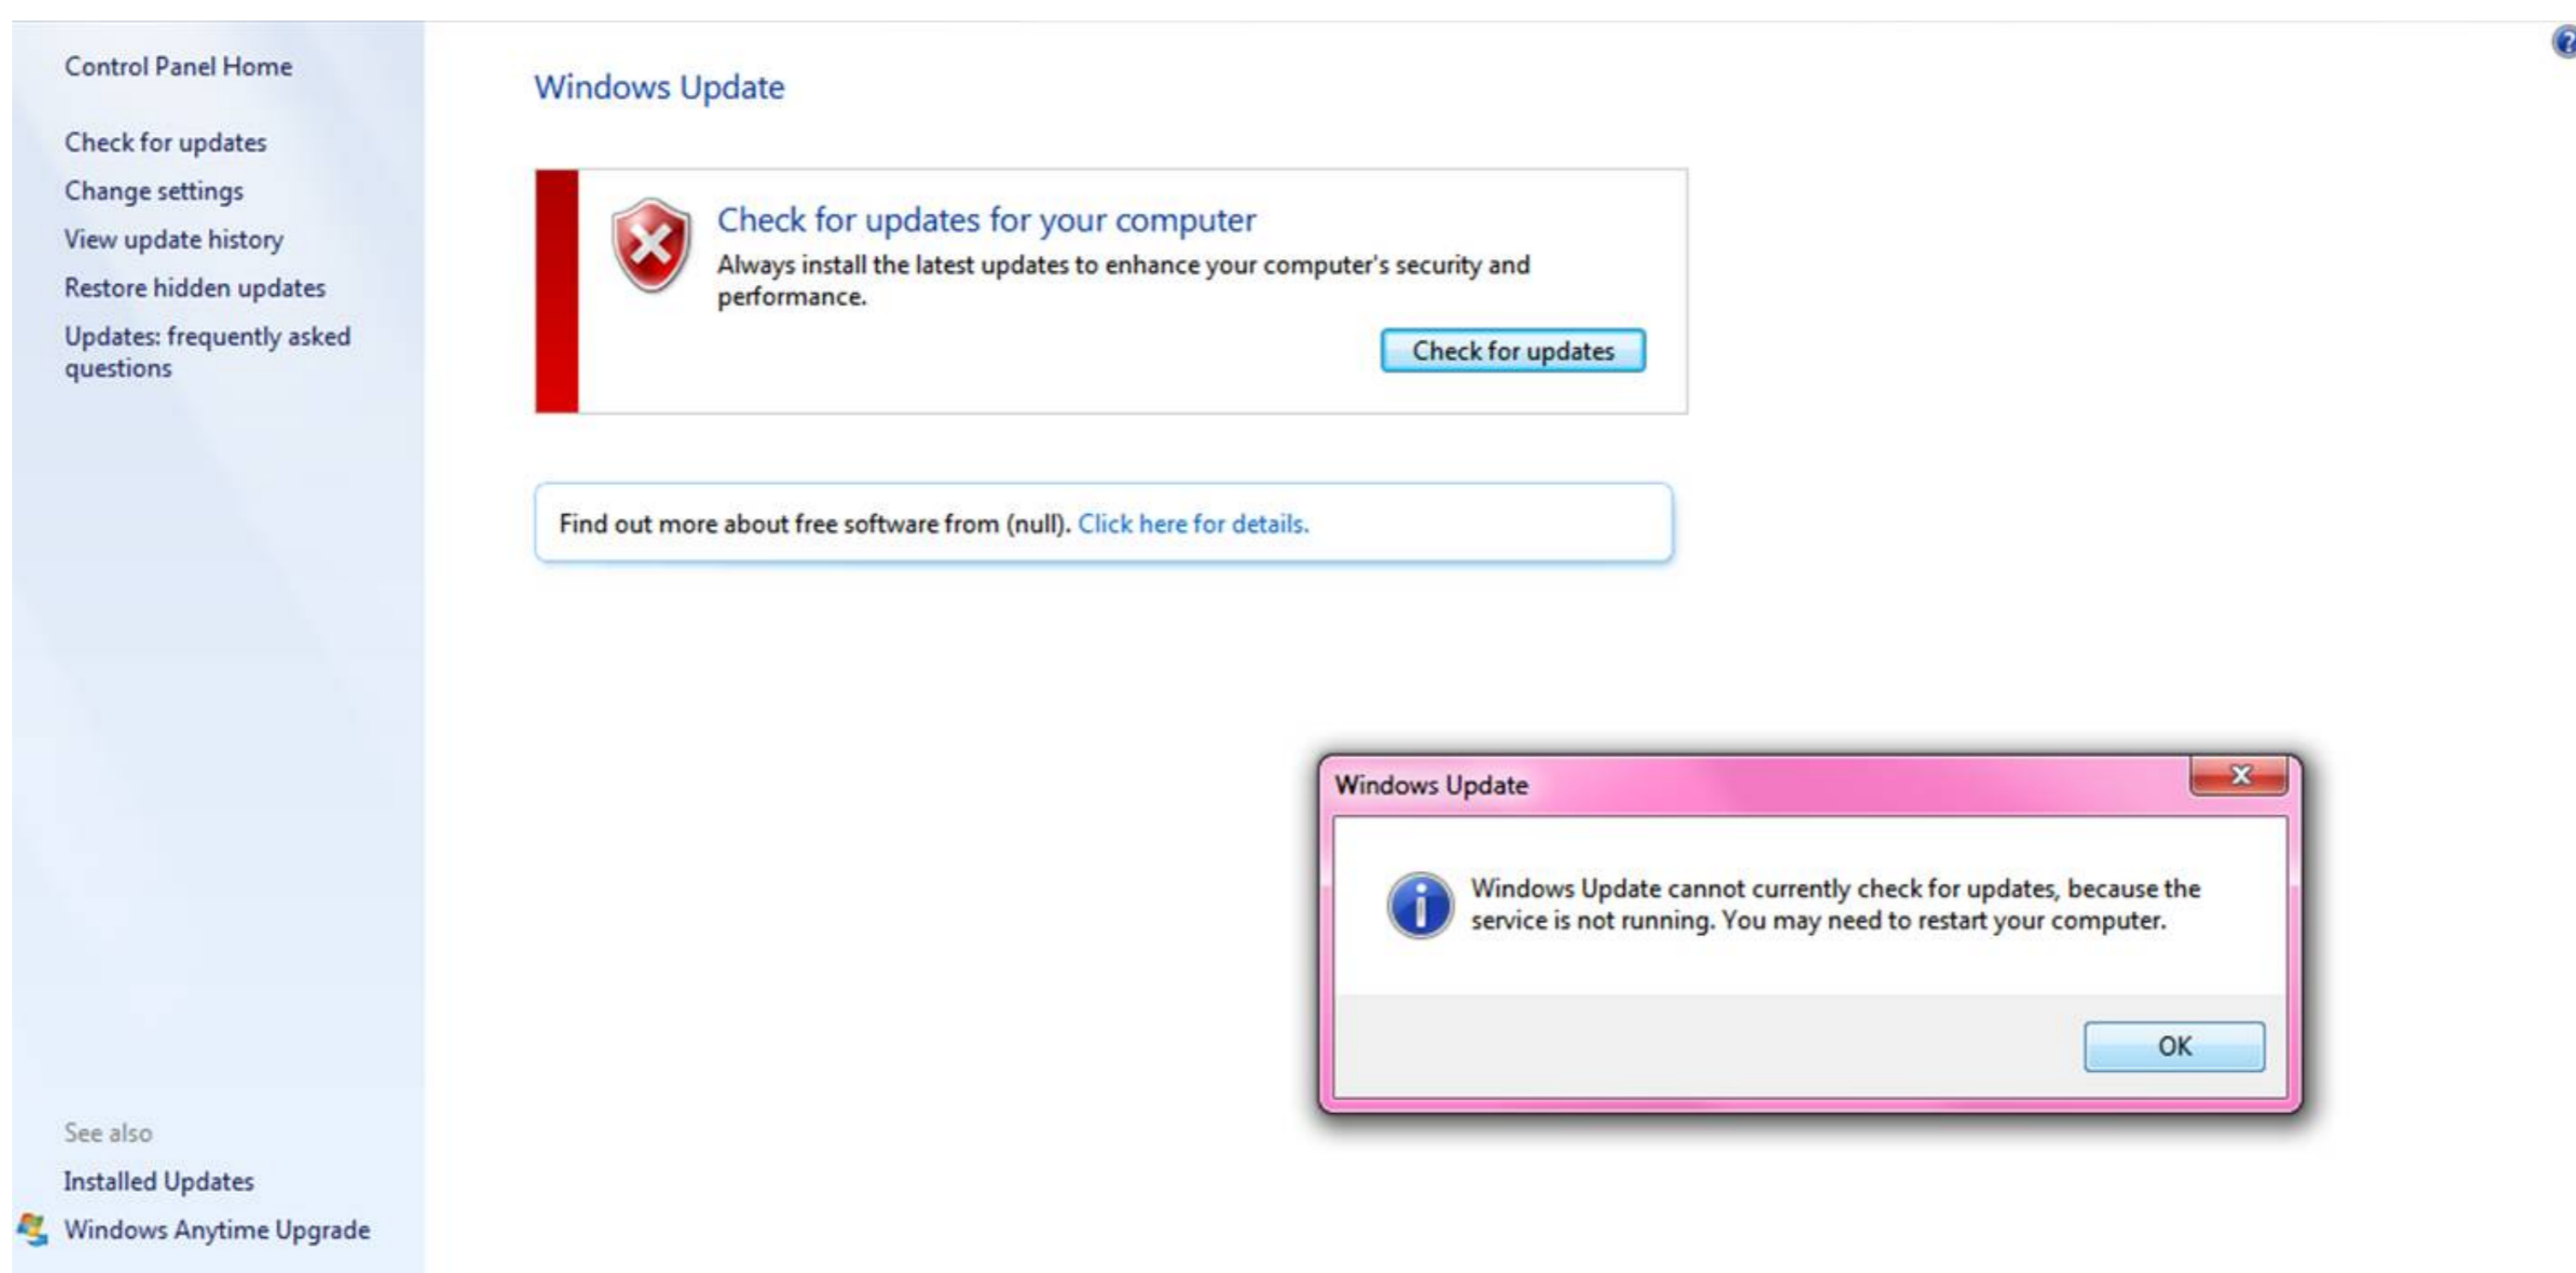 Control Panel Home
Check for updates
Change settings
View update history
Restore hidden updates
Updates: frequently asked
questions
See also
Installed Updates
Windows Anytime Upgrade
Windows Update
Check for updates for your computer
Always install the latest updates to enhance your computer's security and
performance.
Check for updates
Find out more about free software from (null). Click here for details.
Windows Update
Windows Update cannot currently check for updates, because the
service is not running. You may need to restart your computer.
OK